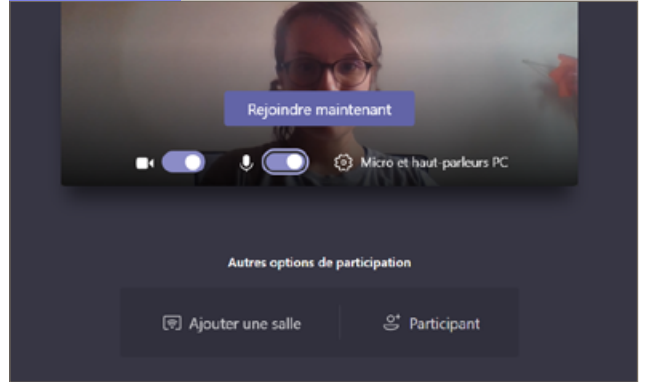 Rejoindre maintenant
Micro et haut-parleurs PC
Autres options de participation
Ajouter une salle
Participant